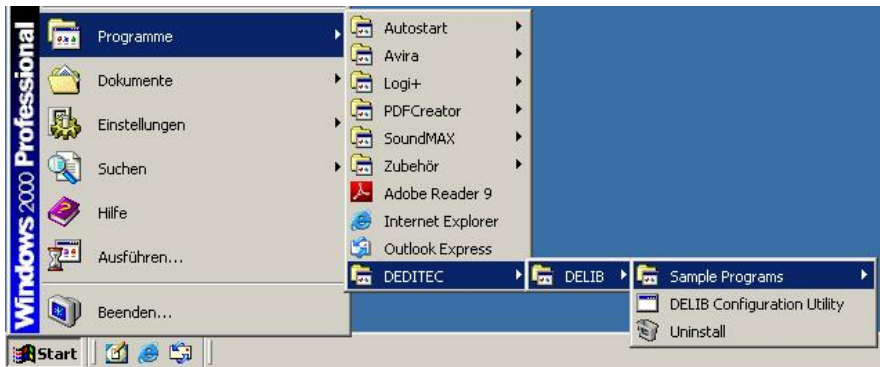 Windows 2000 Professional
Programme
Dokumente
Einstellungen
Suchen
Hilfe
Ausführen...
Beenden...
Autostart
Avira
Logi+
PDFCreator
SoundMAX
Zubehör
Adobe Reader 9
Internet Explorer
Outlook Express
DEDITEC
DELIB
Sample Programs
DELIB Configuration Utility
Uninstall
Start